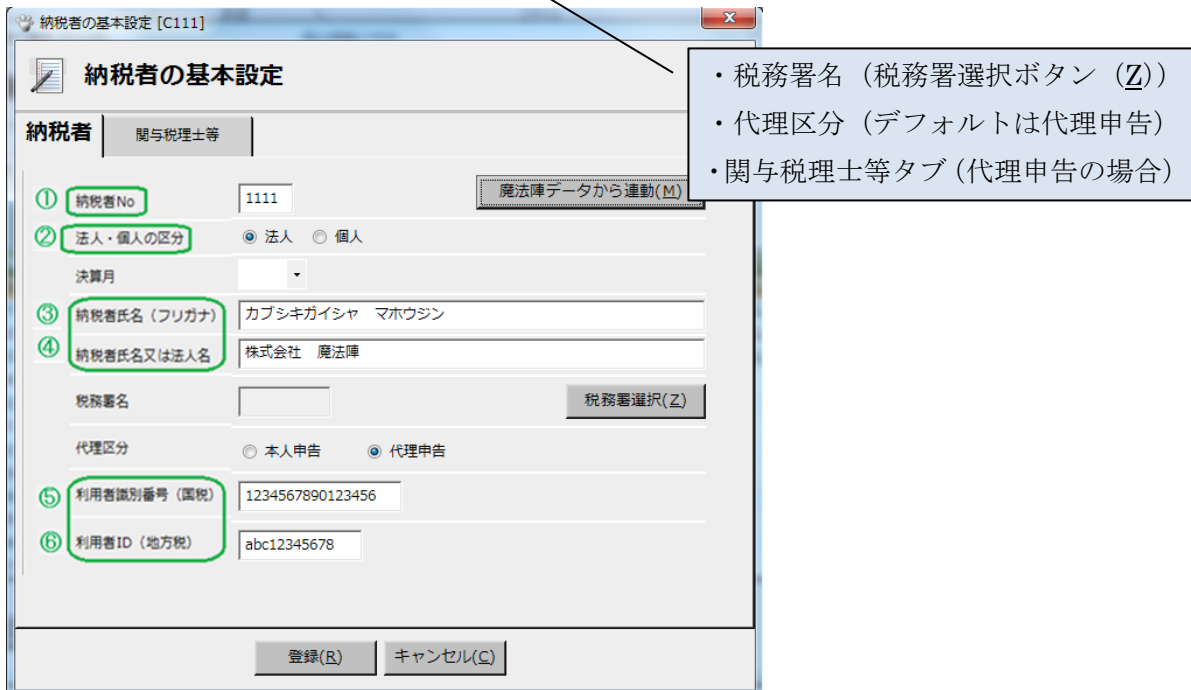 納税者の基本設定 [C111]
納税者の基本設定
・税務署名（税務署選択ボタン（Z））
・代理区分（デフォルトは代理申告）
・関与税理士等タブ（代理申告の場合）
納税者 関与税理士等
① 納税者No 1111 魔法陣データから連動(M)
② 法人・個人の区分 法人 個人
決算月
③ 納税者氏名（フリガナ） カブシキガイシャ マホウジン
④ 納税者氏名又は法人名 株式会社 魔法陣
税務署名 税務署選択(Z)
代理区分 本人申告 代理申告
⑤ 利用者識別番号（国税） 1234567890123456
⑥ 利用者ID（地方税） abc12345678
登録(R) キャンセル(C)